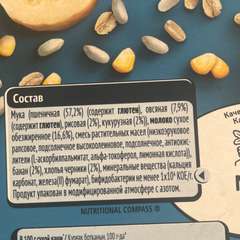 Состав
Мука (пшеничная (57,2%) (содержит глютен), овсяная (7,9%)
(содержит глютен), рисовая (2%), кукурузная (2%)), молоко сухое
обезжиренное (16,6%), смесь растительных масел (низкоэруковое
рапсовое, подсолнечное высокоолеиновое, подсолнечное, антиокис-
лители (L-аскорбилпальмитат, альфа-токоферол, лимонная кислота)),
банан (2%), хлопья черники (2%), минеральные вещества (кальция
карбонат, железа(II) фумарат), бифидобактерии не менее 1x10⁶ КОЕ/г.
Продукт упакован в модифицированной атмосфере с азотом.
NUTRITIONAL COMPASS ®